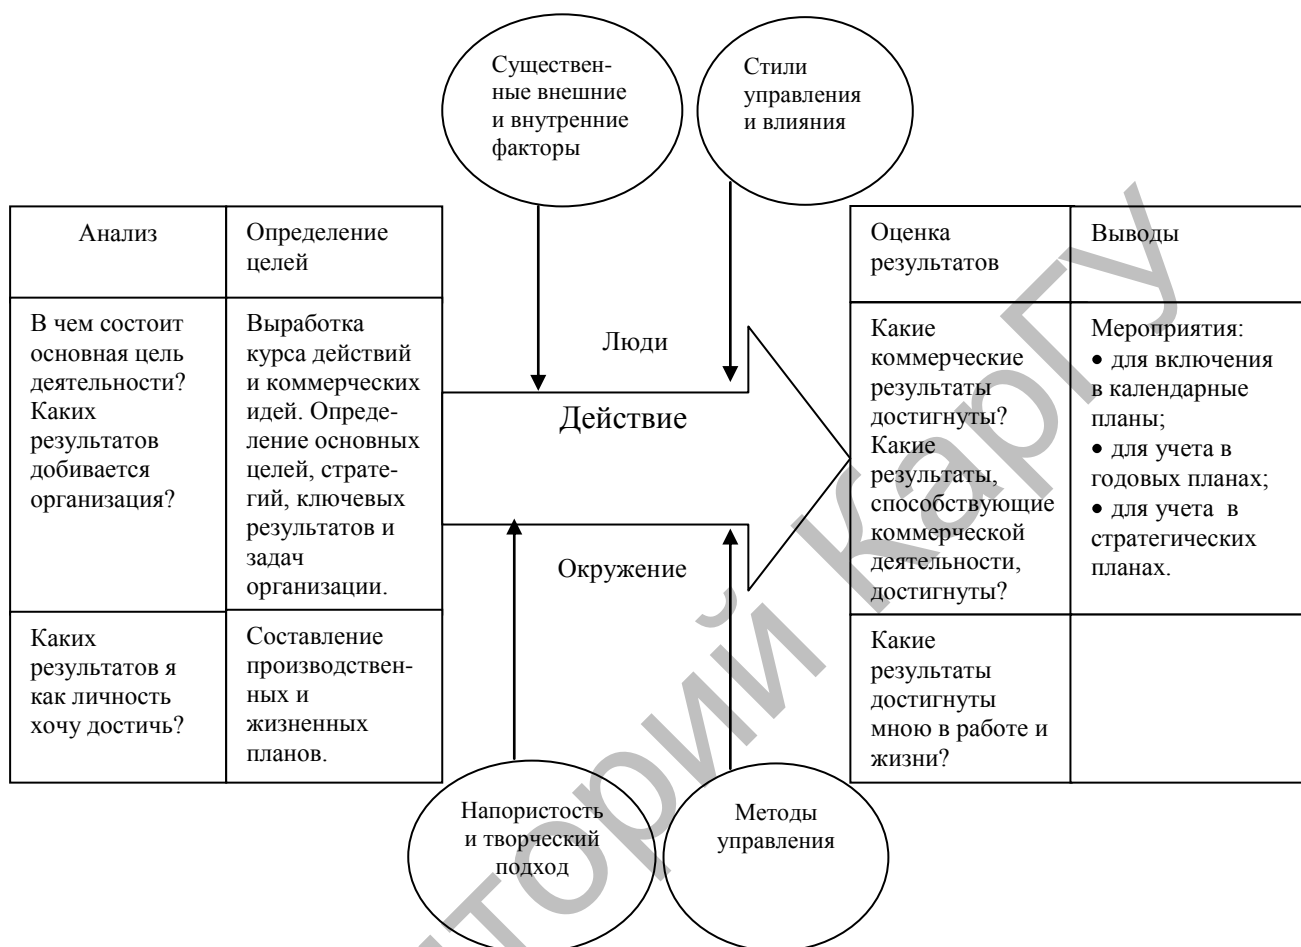 Существен-
ные внешние
и внутренние
факторы
Стили
управления
и влияния
Анализ
Определение
целей
В чем состоит
основная цель
деятельности?
Каких
результатов
добивается
организация?
Выработка
курса действий
и коммерческих
идей. Опреде-
ление основных
целей, страте-
гий, ключевых
результатов и
задач
организации.
Каких
результатов я
как личность
хочу достичь?
Составление
производствен-
ных и
жизненных
планов.
Люди
Действие
Окружение
Оценка
результатов
Выводы
Какие
коммерческие
результаты
достигнуты?
Какие
результаты,
способствующие
коммерческой
деятельности,
достигнуты?
Мероприятия:
• для включения
в календарные
планы;
• для учета в
годовых планах;
• для учета в
стратегических
планах.
Какие
результаты
достигнуты
мною в работе и
жизни?
Напористость
и творческий
подход
Методы
управления
торий КарГУ